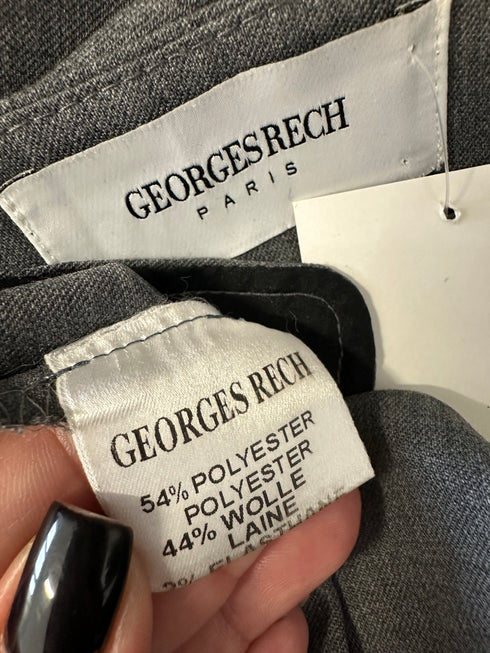 GEORGES RECH
PARIS
GEORGES RECH
54% POLYESTER
POLYESTER
44% WOLLE
LAINE